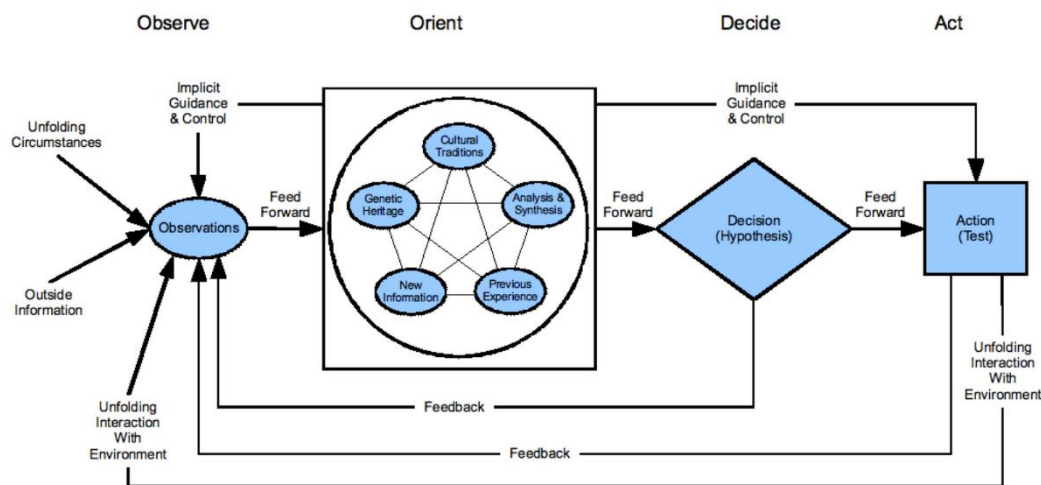 Observe
Orient
Decide
Act
Implicit
Guidance
& Control
Implicit
Guidance
& Control
Unfolding
Circumstances
Cultural
Traditions
Genetic
Heritage
Analysis &
Synthesis
Feed
Forward
Feed
Forward
Feed
Forward
Observations
Decision
(Hypothesis)
Action
(Test)
New
Information
Previous
Experience
Outside
Information
Unfolding
Interaction
With
Environment
Feedback
Unfolding
Interaction
With
Environment
Feedback